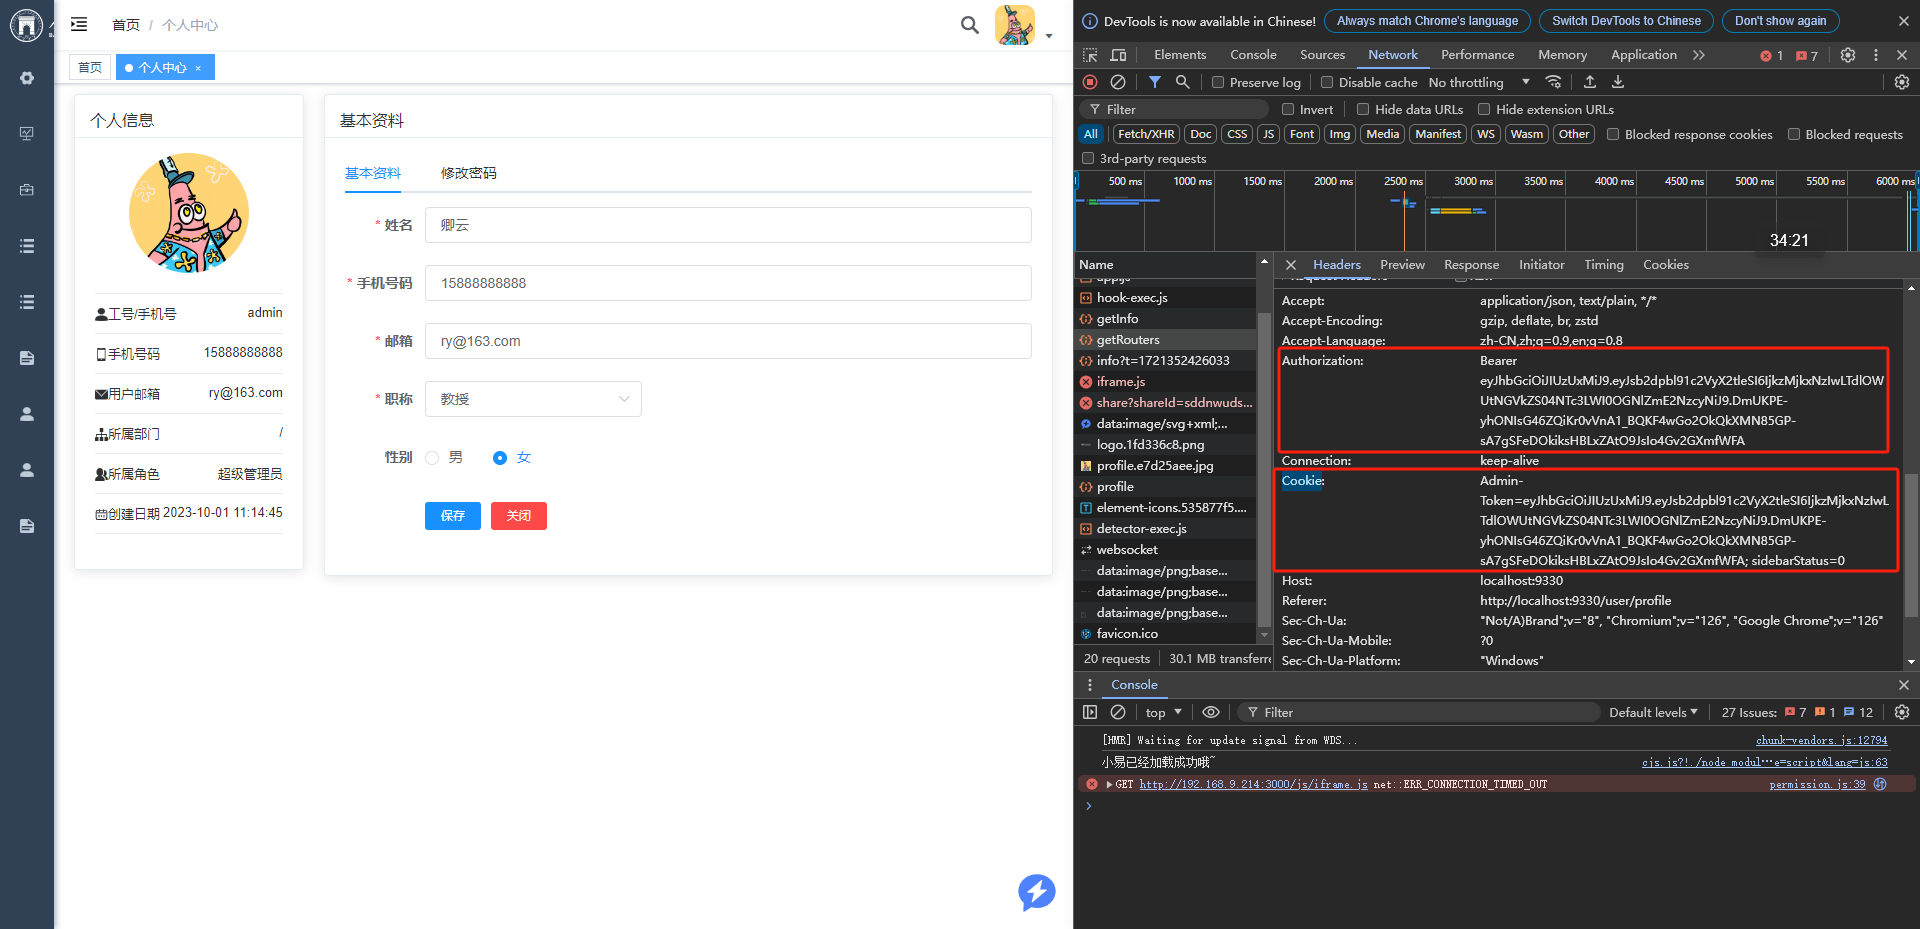 首页 / 个人中心
首页
个人中心 ×
个人信息
工号/手机号 admin
手机号码 15888888888
用户邮箱 ry@163.com
所属部门 /
所属角色 超级管理员
创建日期 2023-10-01 11:14:45
基本资料
基本资料 修改密码
* 姓名 卿云
* 手机号码 15888888888
* 邮箱 ry@163.com
* 职称 教授
性别 男 女
保存 关闭
DevTools is now available in Chinese! Always match Chrome's language Switch DevTools to Chinese Don't show again
Elements Console Sources Network Performance Memory Application 1 7
Preserve log Disable cache No throttling
Filter Invert Hide data URLs Hide extension URLs
All Fetch/XHR Doc CSS JS Font Img Media Manifest WS Wasm Other Blocked response cookies Blocked requests
3rd-party requests
500 ms 1000 ms 1500 ms 2000 ms 2500 ms 3000 ms 3500 ms 4000 ms 4500 ms 5000 ms 5500 ms 6000 ms
34:21
Name
hook-exec.js
getInfo
getRouters
info?t=1721352426033
iframe.js
share?shareId=sddnwuds...
data:image/svg+xml;...
logo.1fd336c8.png
profile.e7d25aee.jpg
profile
element-icons.535877f5....
detector-exec.js
websocket
data:image/png;base...
data:image/png;base...
data:image/png;base...
favicon.ico
20 requests 30.1 MB transferre
Headers Preview Response Initiator Timing Cookies
Accept: application/json, text/plain, */*
Accept-Encoding: gzip, deflate, br, zstd
Accept-Language: zh-CN,zh;q=0.9,en;q=0.8
Authorization: Bearer
eyJhbGciOiJIUzUxMiJ9.eyJsb2dpbl91c2VyX2tleSI6IjkzMjkxNzIwLTdlOW
UtNGVkZS04NTc3LWI0OGNlZmE2NzcyNiJ9.DmUKPE-
yhONIsG46ZQiKr0vVnA1_BQKF4wGo2OkQkXMN85GP-
sA7gSFeDOkiksHBLxZAtO9JsIo4Gv2GXmfWFA
Connection: keep-alive
Cookie: Admin-
Token=eyJhbGciOiJIUzUxMiJ9.eyJsb2dpbl91c2VyX2tleSI6IjkzMjkxNzIwL
TdlOWUtNGVkZS04NTc3LWI0OGNlZmE2NzcyNiJ9.DmUKPE-
yhONIsG46ZQiKr0vVnA1_BQKF4wGo2OkQkXMN85GP-
sA7gSFeDOkiksHBLxZAtO9JsIo4Gv2GXmfWFA; sidebarStatus=0
Host: localhost:9330
Referer: http://localhost:9330/user/profile
Sec-Ch-Ua: "Not/A)Brand";v="8", "Chromium";v="126", "Google Chrome";v="126"
Sec-Ch-Ua-Mobile: ?0
Sec-Ch-Ua-Platform: "Windows"
Console
top Filter Default levels 27 Issues: 7 1 12
[HMR] Waiting for update signal from WDS... chunk-vendors.js:12794
小易已经加载成功哦~ cjs.js?!./node_modul…e=script&lang=js:63
GET http://192.168.9.214:3000/js/iframe.js net::ERR_CONNECTION_TIMED_OUT permission.js:39